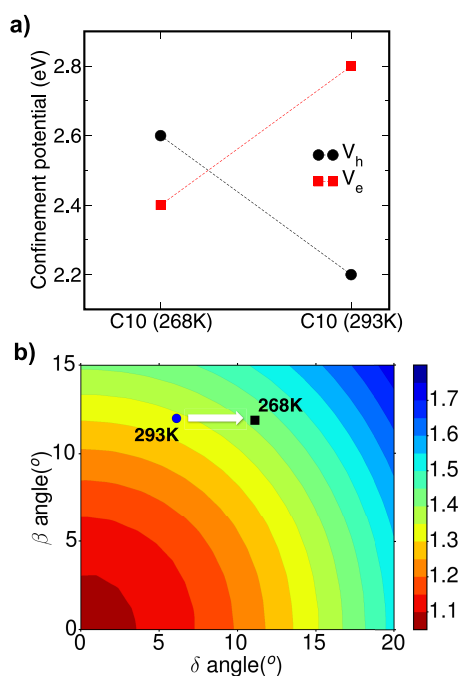 a)
Confinement potential (eV)
2.8
2.6
2.4
2.2
V_h
V_e
C10 (268K)
C10 (293K)
b)
β angle(°)
15
10
5
0
293K
268K
0
5
10
15
20
δ angle(°)
1.7
1.6
1.5
1.4
1.3
1.2
1.1